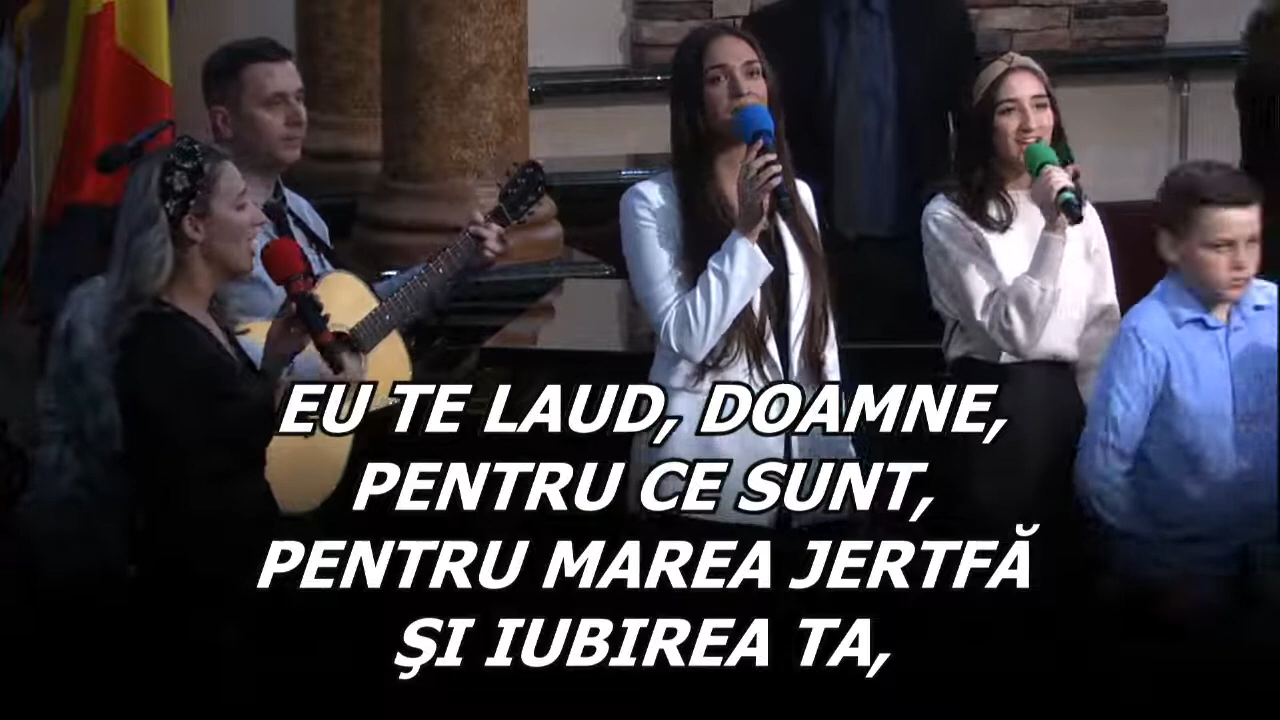 EU TE LAUD, DOAMNE,
PENTRU CE SUNT,
PENTRU MAREA JERTFĂ
ŞI IUBIREA TA,